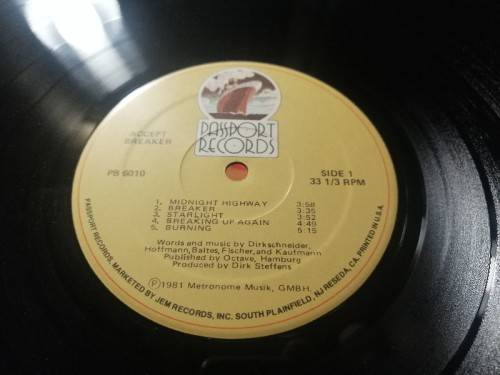 PASSPORT
RECORDS
ACCEPT
BREAKER
PB 6010
SIDE 1
33 1/3 RPM
1. MIDNIGHT HIGHWAY 3:58
2. BREAKER 3:35
3. STARLIGHT 3:52
4. BREAKING UP AGAIN 4:49
5. BURNING 5:15
Words and music by Dirkschneider,
Hoffmann, Baltes, Fischer, and Kaufmann
Published by Octave, Hamburg
Produced by Dirk Steffens
Ⓟ1981 Metronome Musik, GMBH.
PASSPORT RECORDS, MARKETED BY JEM RECORDS, INC. SOUTH PLAINFIELD, NJ RESEDA, CA. PRINTED IN U.S.A.